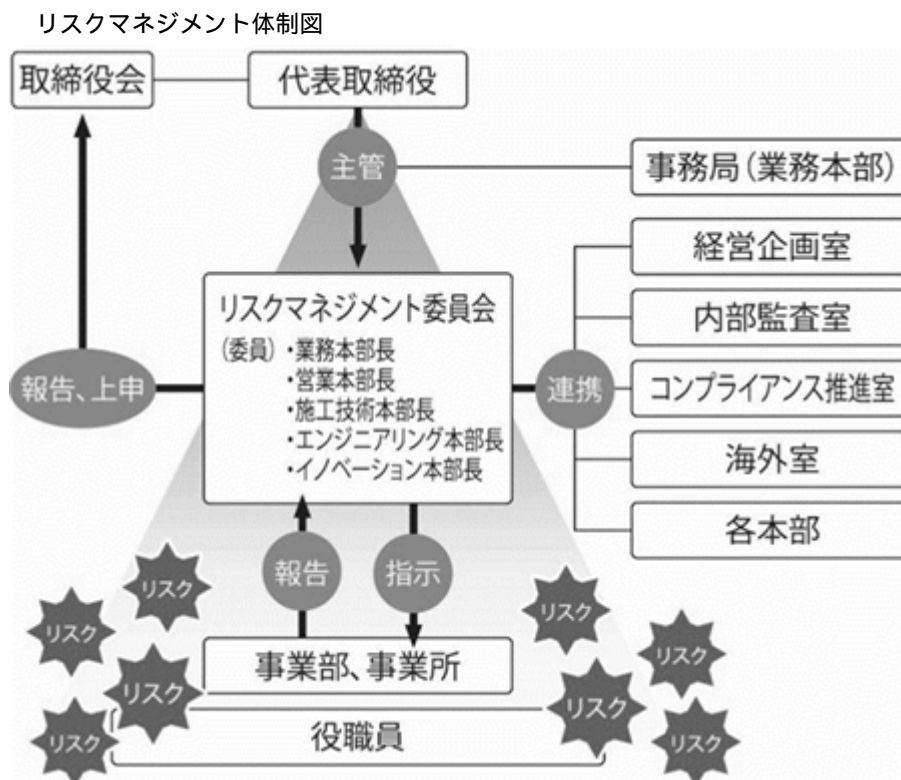 リスクマネジメント体制図
取締役会
代表取締役
主管
事務局(業務本部)
経営企画室
リスクマネジメント委員会
内部監査室
(委員)・業務本部長
・営業本部長
・施工技術本部長
・エンジニアリング本部長
・イノベーション本部長
報告、上申
連携
コンプライアンス推進室
海外室
各本部
報告
指示
リスク
リスク
リスク
リスク
リスク
事業部、事業所
リスク
リスク
リスク
リスク
役職員